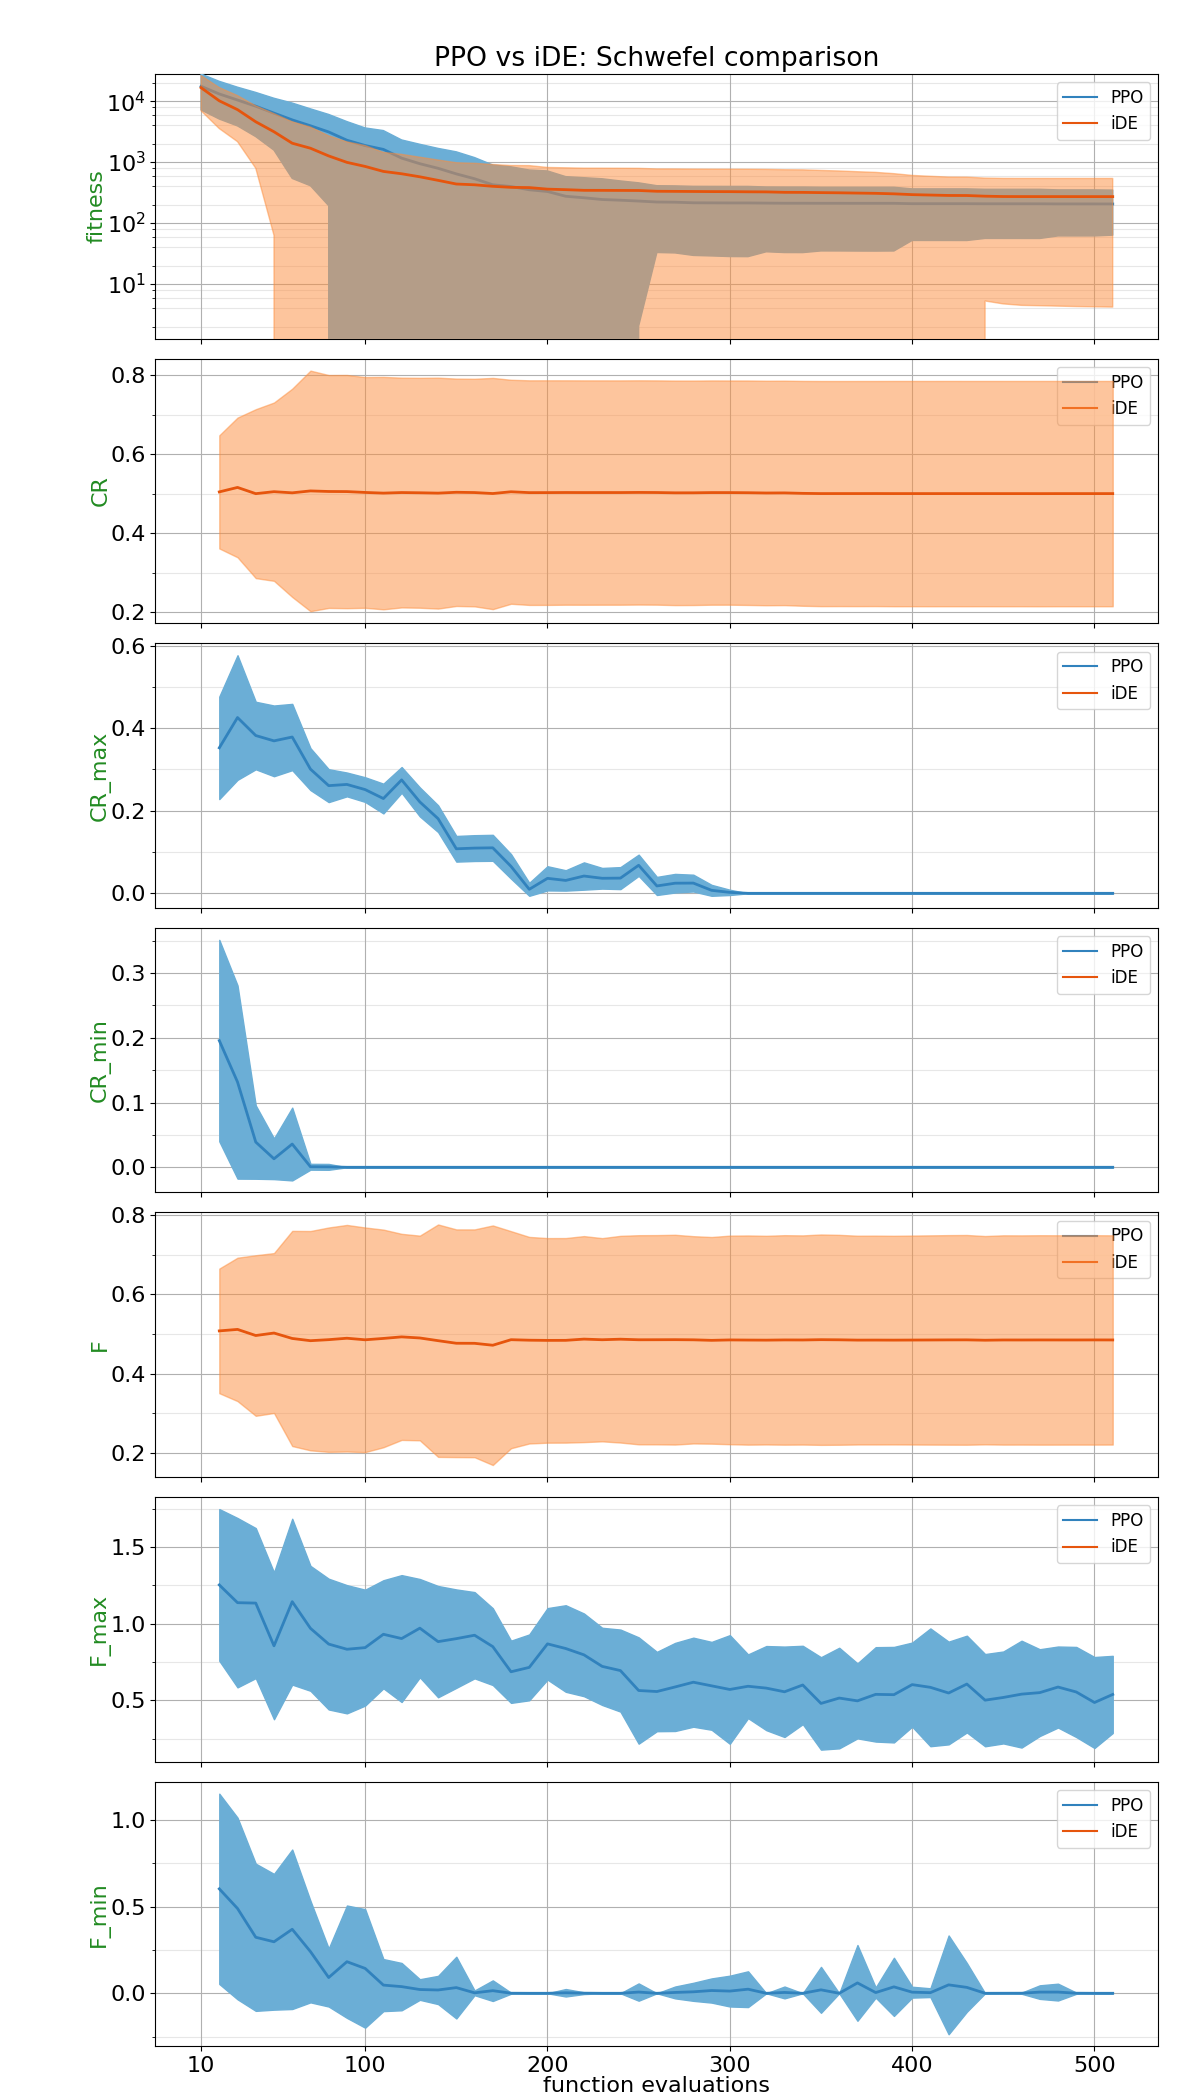 PPO vs iDE: Schwefel comparison
fitness
10⁴
10³
10²
10¹
PPO
iDE
CR
0.8
0.6
0.4
0.2
PPO
iDE
CR_max
0.6
0.4
0.2
0.0
PPO
iDE
CR_min
0.3
0.2
0.1
0.0
PPO
iDE
F
0.8
0.6
0.4
0.2
PPO
iDE
F_max
1.5
1.0
0.5
PPO
iDE
F_min
1.0
0.5
0.0
PPO
iDE
10 100 200 300 400 500
function evaluations